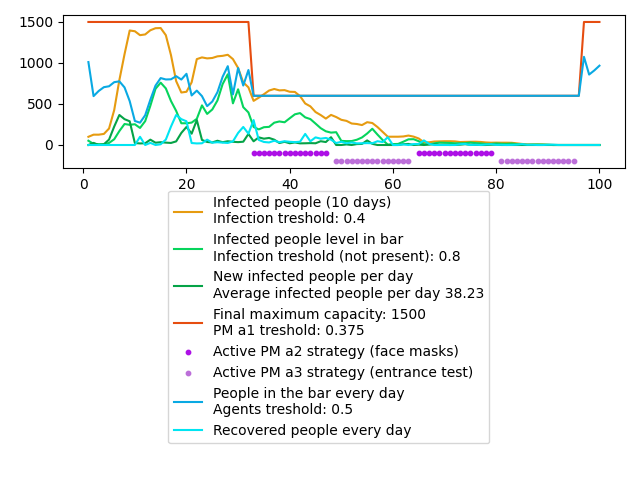 1500
1000
500
0
0 20 40 60 80 100
Infected people (10 days)
Infection treshold: 0.4
Infected people level in bar
Infection treshold (not present): 0.8
New infected people per day
Average infected people per day 38.23
Final maximum capacity: 1500
PM a1 treshold: 0.375
Active PM a2 strategy (face masks)
Active PM a3 strategy (entrance test)
People in the bar every day
Agents treshold: 0.5
Recovered people every day